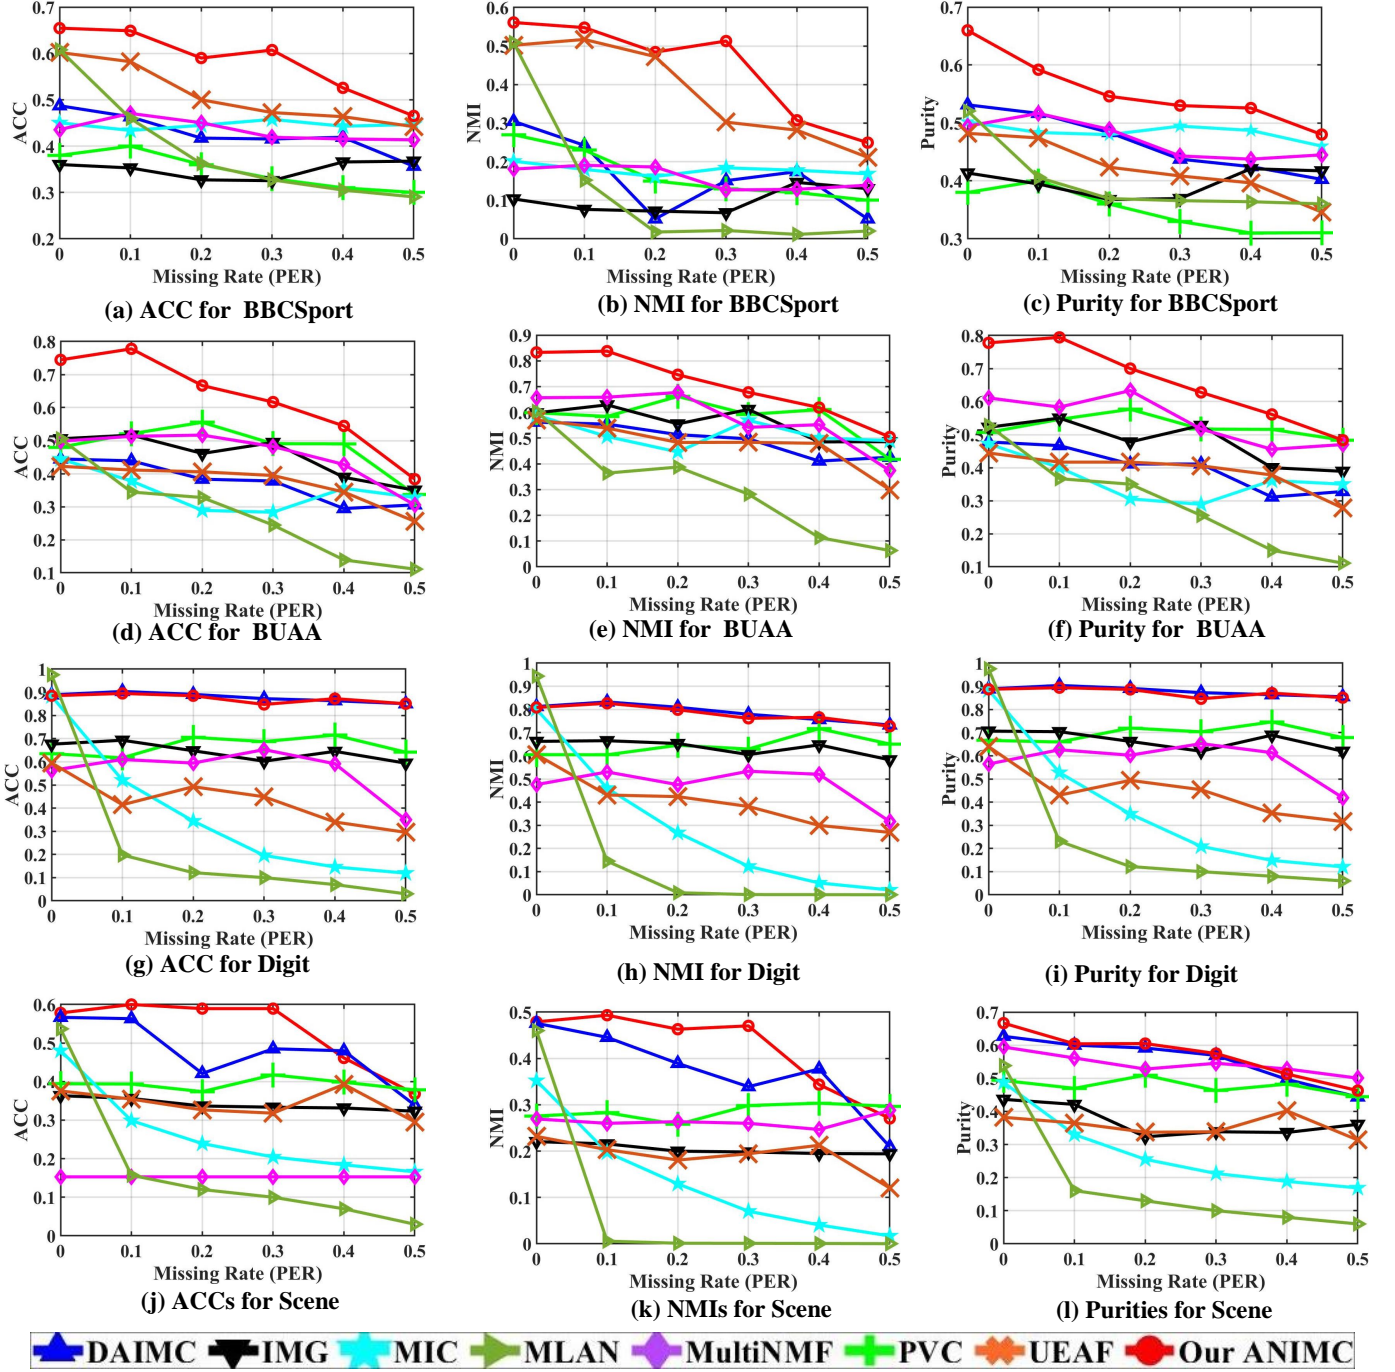 0.7
0.6
0.5
0.4
0.3
0.2
ACC
0 0.1 0.2 0.3 0.4 0.5
Missing Rate (PER)
(a) ACC for BBCSport
0.6
0.5
0.4
0.3
0.2
0.1
0
NMI
0 0.1 0.2 0.3 0.4 0.5
Missing Rate (PER)
(b) NMI for BBCSport
0.7
0.6
0.5
0.4
0.3
Purity
0 0.1 0.2 0.3 0.4 0.5
Missing Rate (PER)
(c) Purity for BBCSport
0.8
0.7
0.6
0.5
0.4
0.3
0.2
0.1
ACC
0 0.1 0.2 0.3 0.4 0.5
Missing Rate (PER)
(d) ACC for BUAA
0.9
0.8
0.7
0.6
0.5
0.4
0.3
0.2
0.1
0
NMI
0 0.1 0.2 0.3 0.4 0.5
Missing Rate (PER)
(e) NMI for BUAA
0.8
0.7
0.6
0.5
0.4
0.3
0.2
0.1
Purity
0 0.1 0.2 0.3 0.4 0.5
Missing Rate (PER)
(f) Purity for BUAA
1
0.9
0.8
0.7
0.6
0.5
0.4
0.3
0.2
0.1
0
ACC
0 0.1 0.2 0.3 0.4 0.5
Missing Rate (PER)
(g) ACC for Digit
1
0.9
0.8
0.7
0.6
0.5
0.4
0.3
0.2
0.1
0
NMI
0 0.1 0.2 0.3 0.4 0.5
Missing Rate (PER)
(h) NMI for Digit
1
0.9
0.8
0.7
0.6
0.5
0.4
0.3
0.2
0.1
0
Purity
0 0.1 0.2 0.3 0.4 0.5
Missing Rate (PER)
(i) Purity for Digit
0.6
0.5
0.4
0.3
0.2
0.1
0
ACC
0 0.1 0.2 0.3 0.4 0.5
Missing Rate (PER)
(j) ACCs for Scene
0.5
0.4
0.3
0.2
0.1
0
NMI
0 0.1 0.2 0.3 0.4 0.5
Missing Rate (PER)
(k) NMIs for Scene
0.7
0.6
0.5
0.4
0.3
0.2
0.1
0
Purity
0 0.1 0.2 0.3 0.4 0.5
Missing Rate (PER)
(l) Purities for Scene
DAIMC IMG MIC MLAN MultiNMF PVC UEAF Our ANIMC